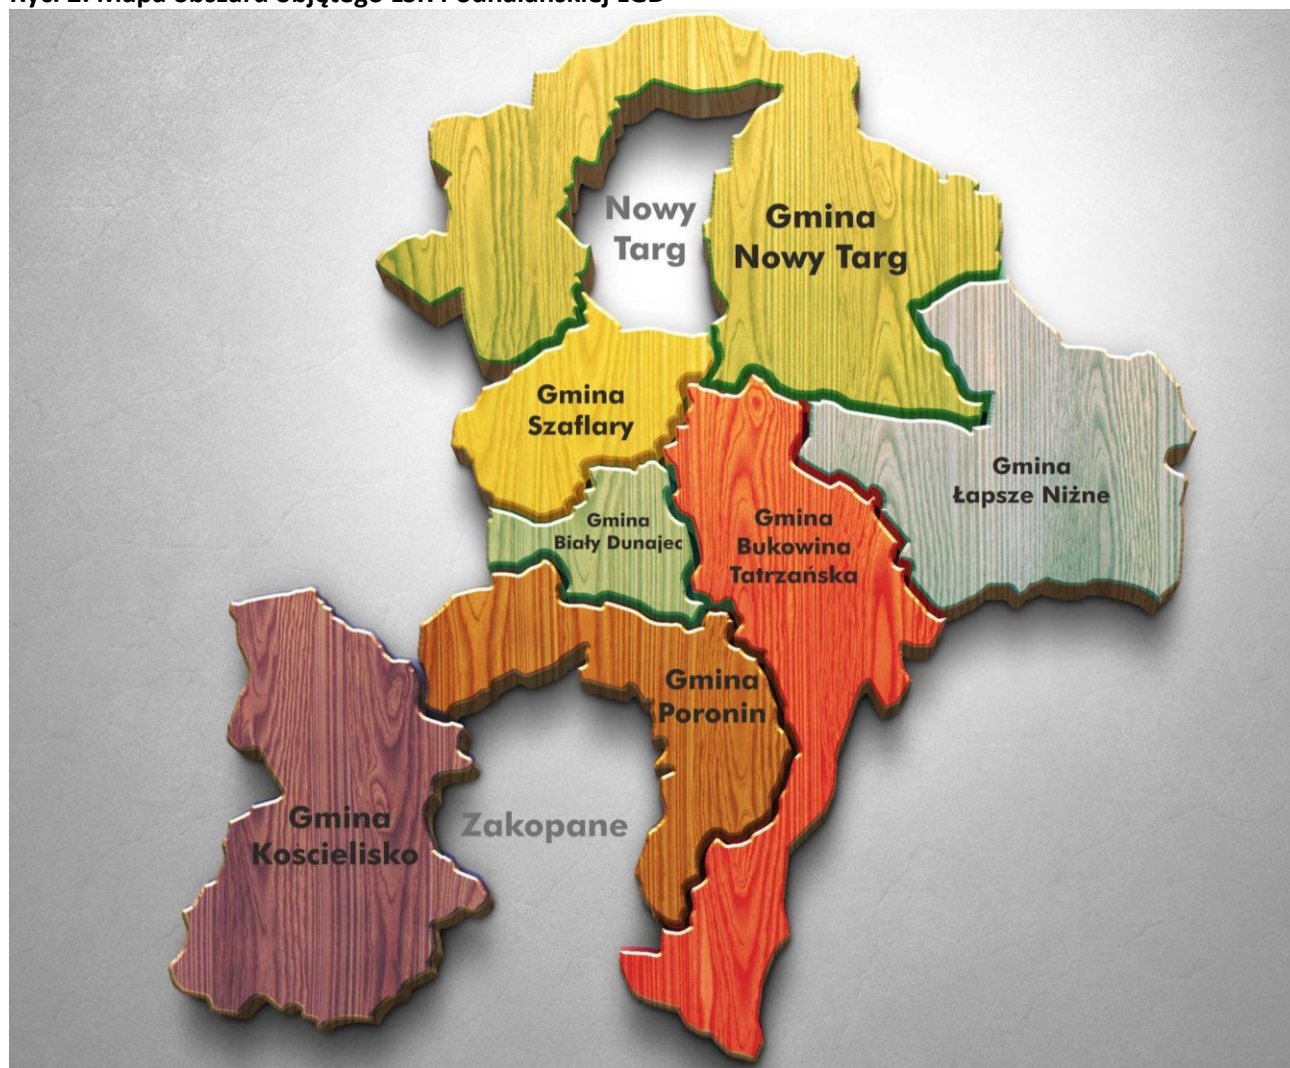 Nowy
Targ
Gmina
Nowy Targ
Gmina
Szaflary
Gmina
Łapsze Niżne
Gmina
Biały Dunajec
Gmina
Bukowina
Tatrzańska
Gmina
Poronin
Gmina
Koscielisko
Zakopane